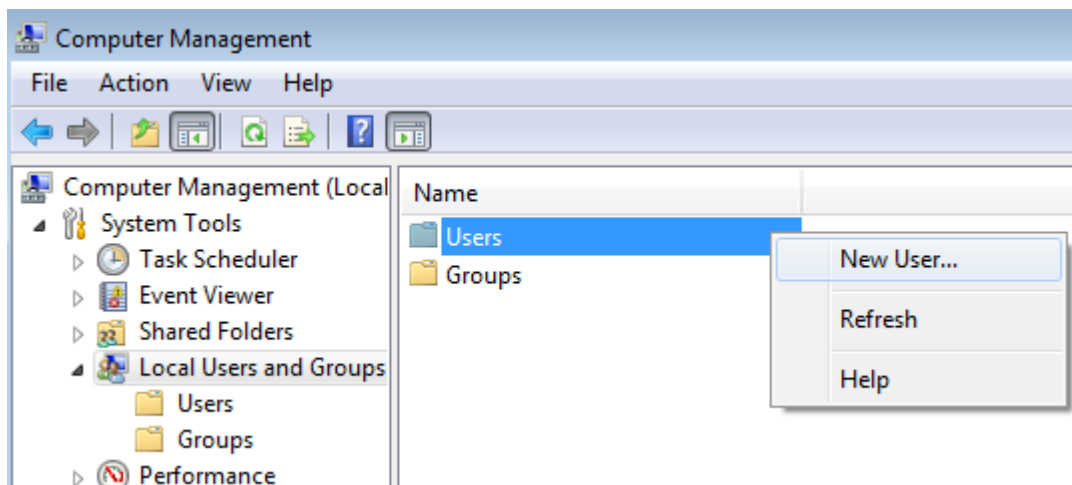 Computer Management
File Action View Help
Computer Management (Local
Name
System Tools
Users
New User...
Task Scheduler
Groups
Event Viewer
Refresh
Shared Folders
Local Users and Groups
Help
Users
Groups
Performance